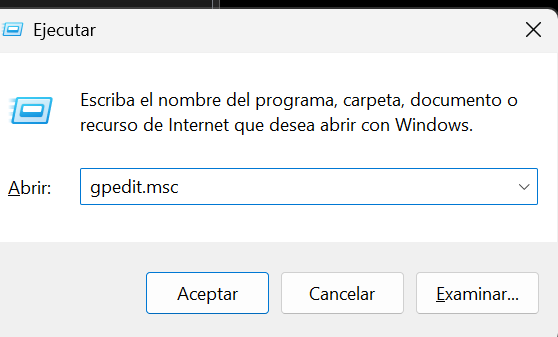 Ejecutar
Escriba el nombre del programa, carpeta, documento o
recurso de Internet que desea abrir con Windows.
Abrir: gpedit.msc
Aceptar Cancelar Examinar...